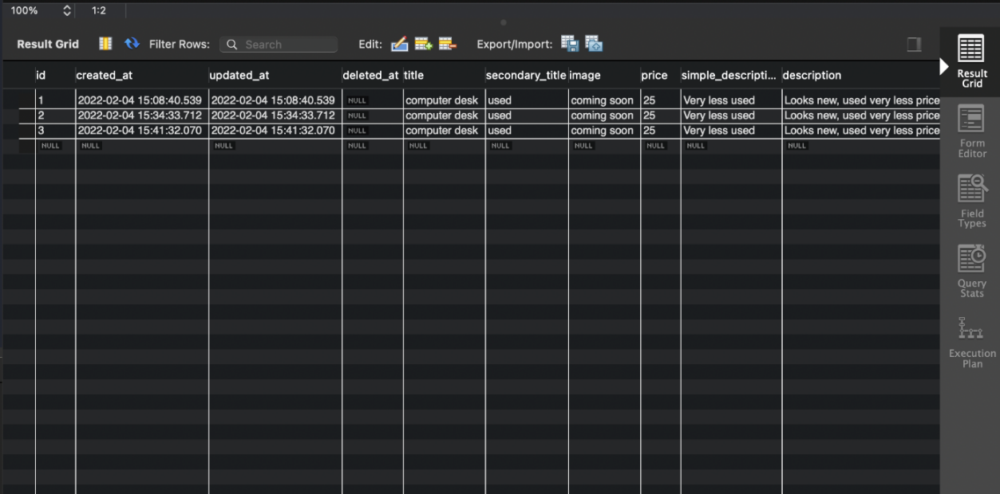 100% 1:2
Result Grid Filter Rows: Search Edit: Export/Import:
id created_at updated_at deleted_at title secondary_title image price simple_descripti... description
1 2022-02-04 15:08:40.539 2022-02-04 15:08:40.539 NULL computer desk used coming soon 25 Very less used Looks new, used very less price
2 2022-02-04 15:34:33.712 2022-02-04 15:34:33.712 NULL computer desk used coming soon 25 Very less used Looks new, used very less price
3 2022-02-04 15:41:32.070 2022-02-04 15:41:32.070 NULL computer desk used coming soon 25 Very less used Looks new, used very less price
NULL NULL NULL NULL NULL NULL NULL NULL NULL NULL
Result
Grid
Form
Editor
Field
Types
Query
Stats
Execution
Plan